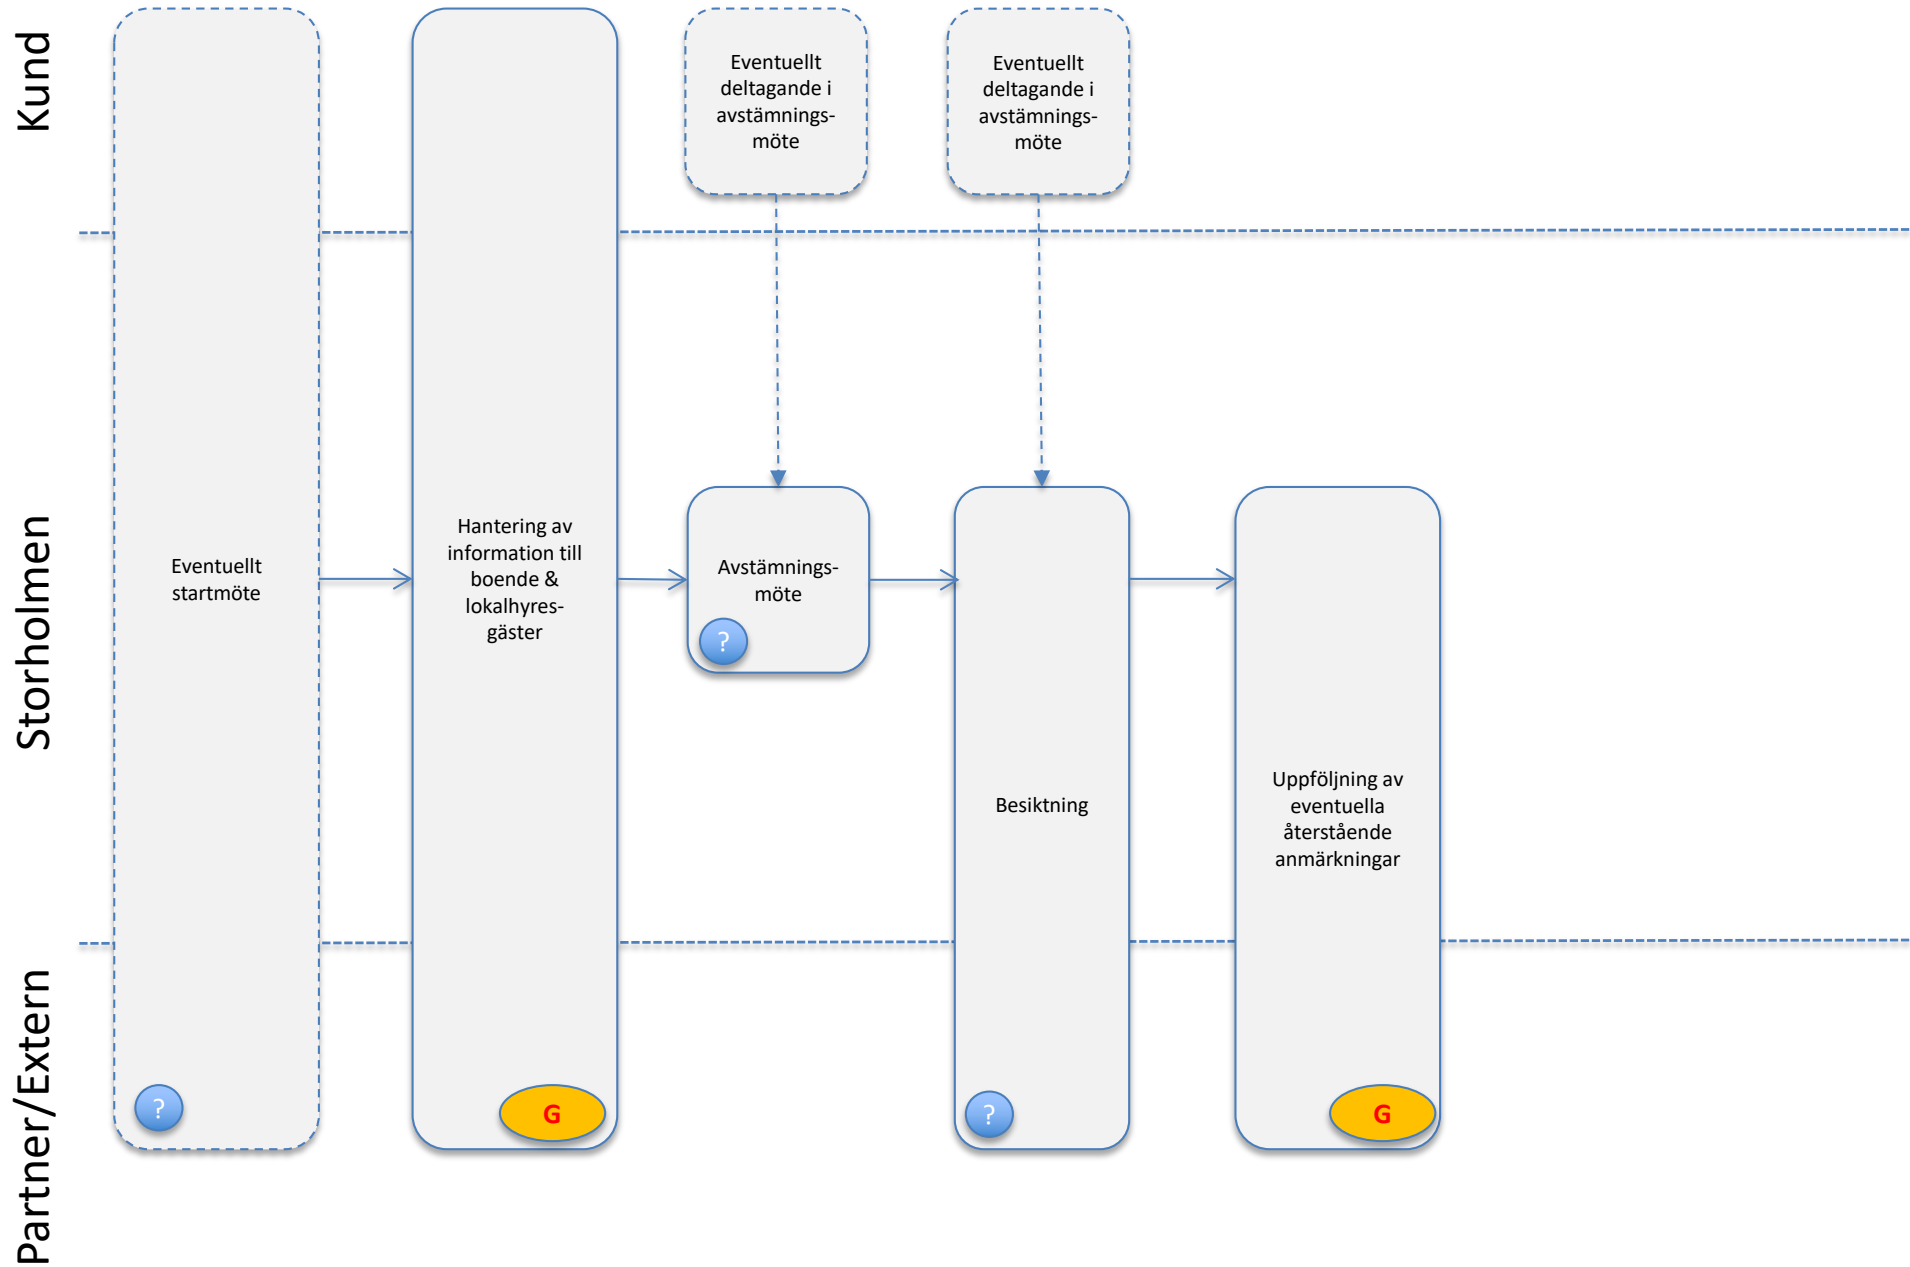 Kund
Eventuellt
deltagande i
avstämnings-
möte
Eventuellt
deltagande i
avstämnings-
möte
Storholmen
Eventuellt
startmöte
Hantering av
information till
boende &
lokalhyres-
gäster
Avstämnings-
möte
?
Besiktning
Uppföljning av
eventuella
återstående
anmärkningar
Partner/Extern
?
G
?
G